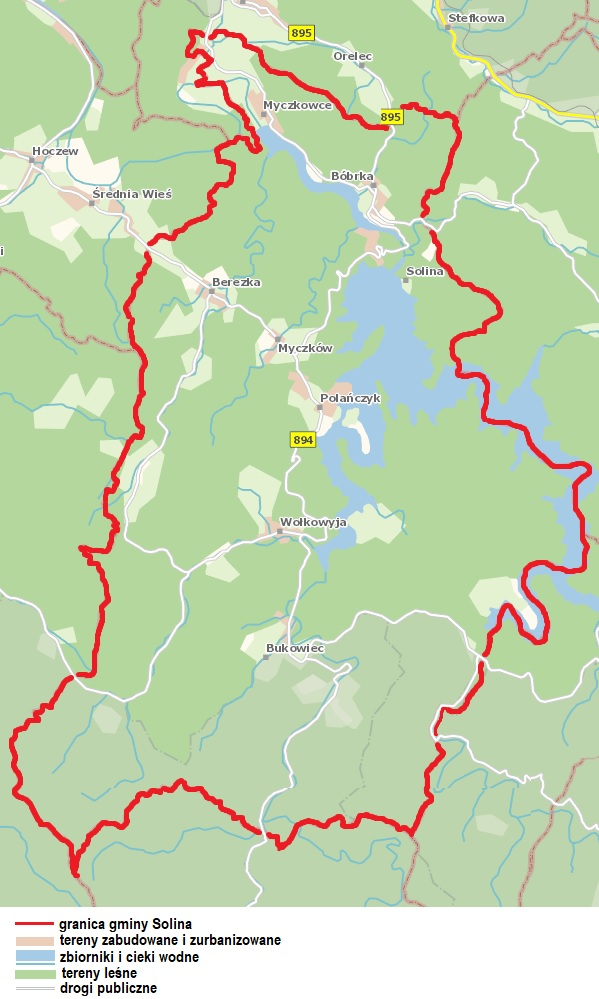 Stefkowa
895
Orelec
Myczkowce
895
Hoczew
Bóbrka
Średnia Wieś
i
Solina
Berezka
Myczków
Polańczyk
894
Wołkowyja
Bukowiec
granica gminy Solina
tereny zabudowane i zurbanizowane
zbiorniki i cieki wodne
tereny leśne
drogi publiczne